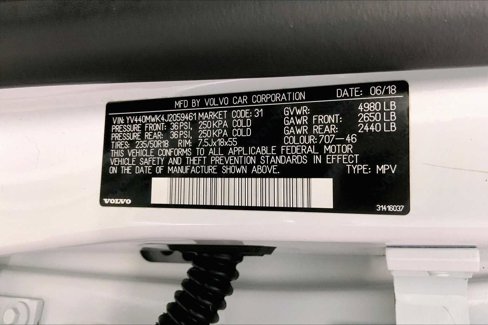 MFD BY VOLVO CAR CORPORATION DATE: 06/18
VIN: YV440MWK4J2059461 MARKET CODE: 31 GVWR: 4980 LB
PRESSURE FRONT: 36 PSI, 250 KPA COLD GAWR FRONT: 2650 LB
PRESSURE REAR: 36 PSI, 250 KPA COLD GAWR REAR: 2440 LB
TIRES: 235/50R18 RIM: 7,5Jx18x55 COLOUR: 707-46
THIS VEHICLE CONFORMS TO ALL APPLICABLE FEDERAL MOTOR
VEHICLE SAFETY AND THEFT PREVENTION STANDARDS IN EFFECT
ON THE DATE OF MANUFACTURE SHOWN ABOVE. TYPE: MPV
VOLVO 31416037